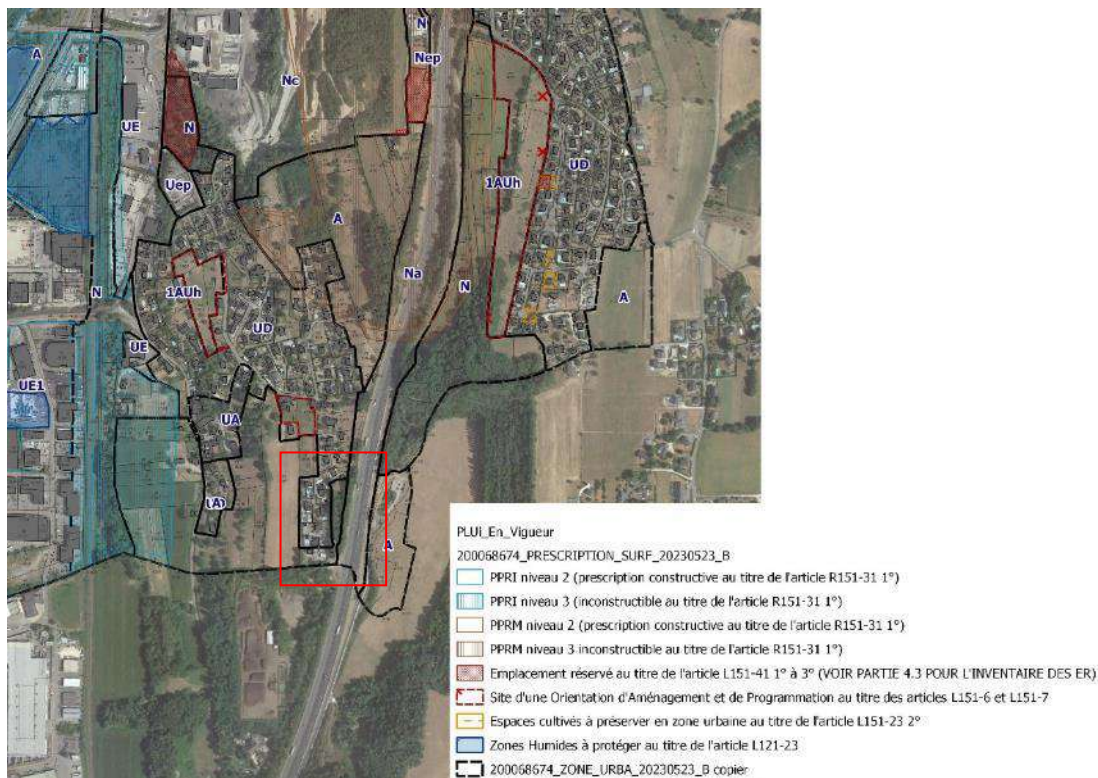 N
A
Nc
Nep
UE
N
UD
Uep
1AUh
A
Na
N
1AUh
A
N
UD
UE
UE1
UA
A
PLUi_En_Vigueur
200068674_PRESCRIPTION_SURF_20230523_B
PPRI niveau 2 (prescription constructive au titre de l'article R151-31 1°)
PPRI niveau 3 (inconstructible au titre de l'article R151-31 1°)
PPRM niveau 2 (prescription constructive au titre de l'article R151-31 1°)
PPRM niveau 3 inconstructible au titre de l'article R151-31 1°)
Emplacement réservé au titre de l'article L151-41 1° à 3° (VOIR PARTIE 4.3 POUR L'INVENTAIRE DES ER)
Site d'une Orientation d'Aménagement et de Programmation au titre des articles L151-6 et L151-7
Espaces cultivés à préserver en zone urbaine au titre de l'article L151-23 2°
Zones Humides à protéger au titre de l'article L121-23
200068674_ZONE_URBA_20230523_B copier